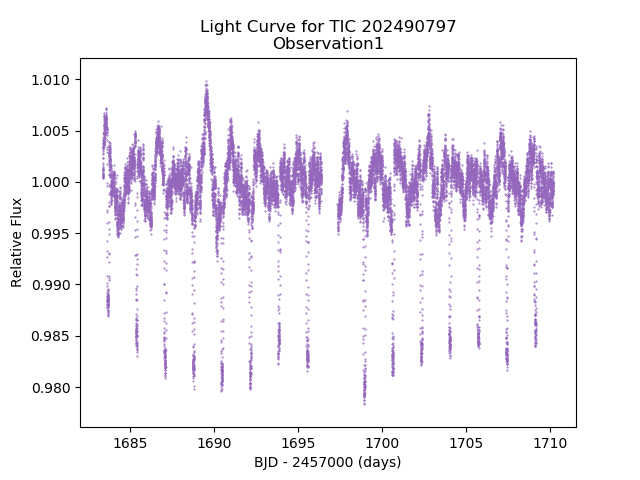 Light Curve for TIC 202490797
Observation1
1.010
1.005
1.000
0.995
0.990
0.985
0.980
Relative Flux
1685 1690 1695 1700 1705 1710
BJD - 2457000 (days)